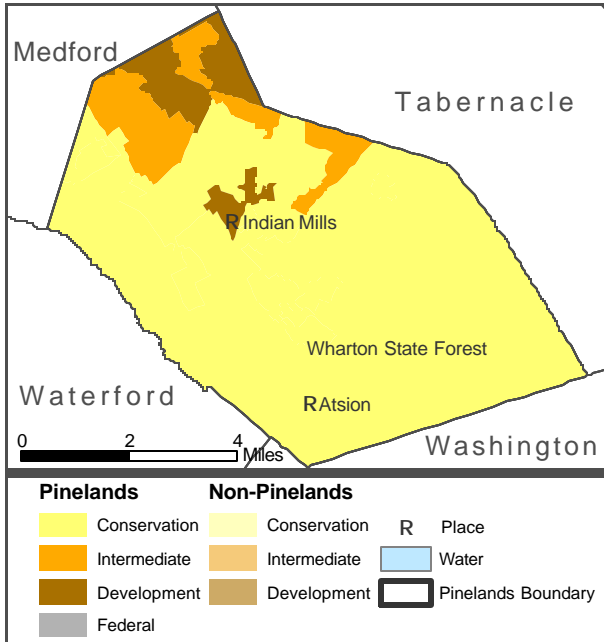 Medford
Tabernacle
R Indian Mills
Wharton State Forest
Waterford
R Atsion
0 2 4
Miles
Washington
Pinelands Non-Pinelands
Conservation Conservation R Place
Intermediate Intermediate Water
Development Development Pinelands Boundary
Federal